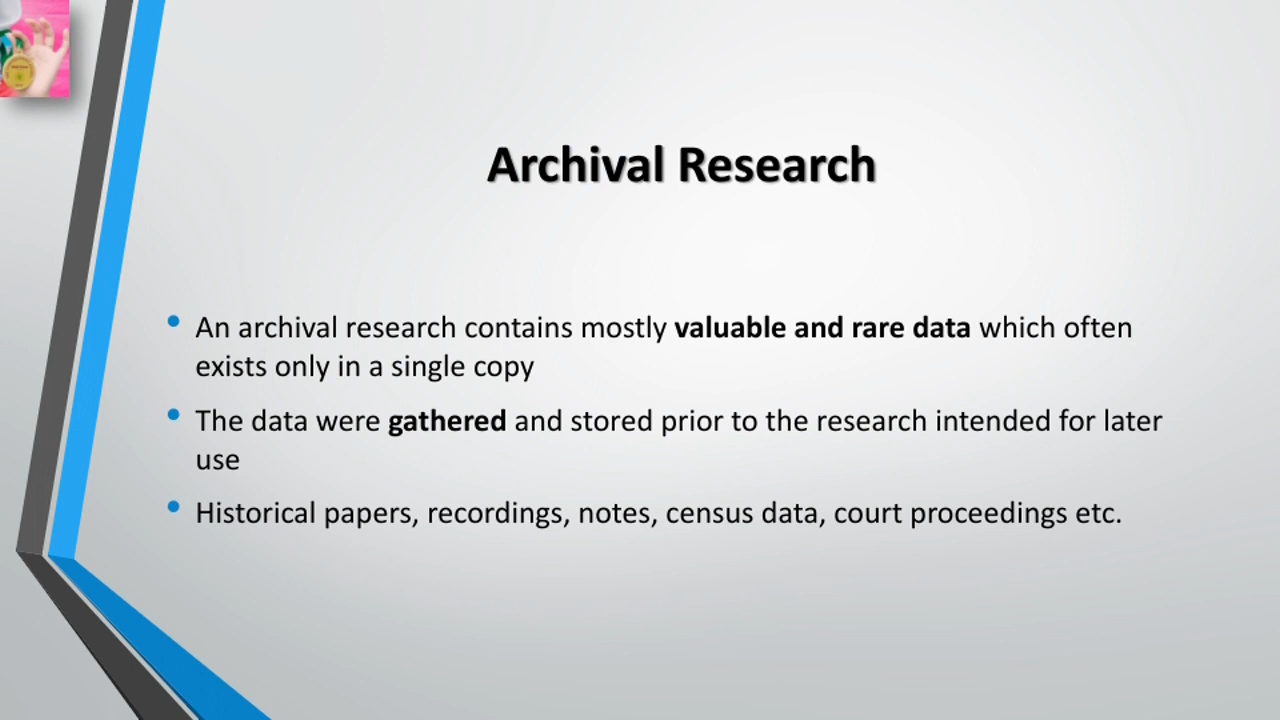 Archival Research
• An archival research contains mostly valuable and rare data which often
exists only in a single copy
• The data were gathered and stored prior to the research intended for later
use
• Historical papers, recordings, notes, census data, court proceedings etc.